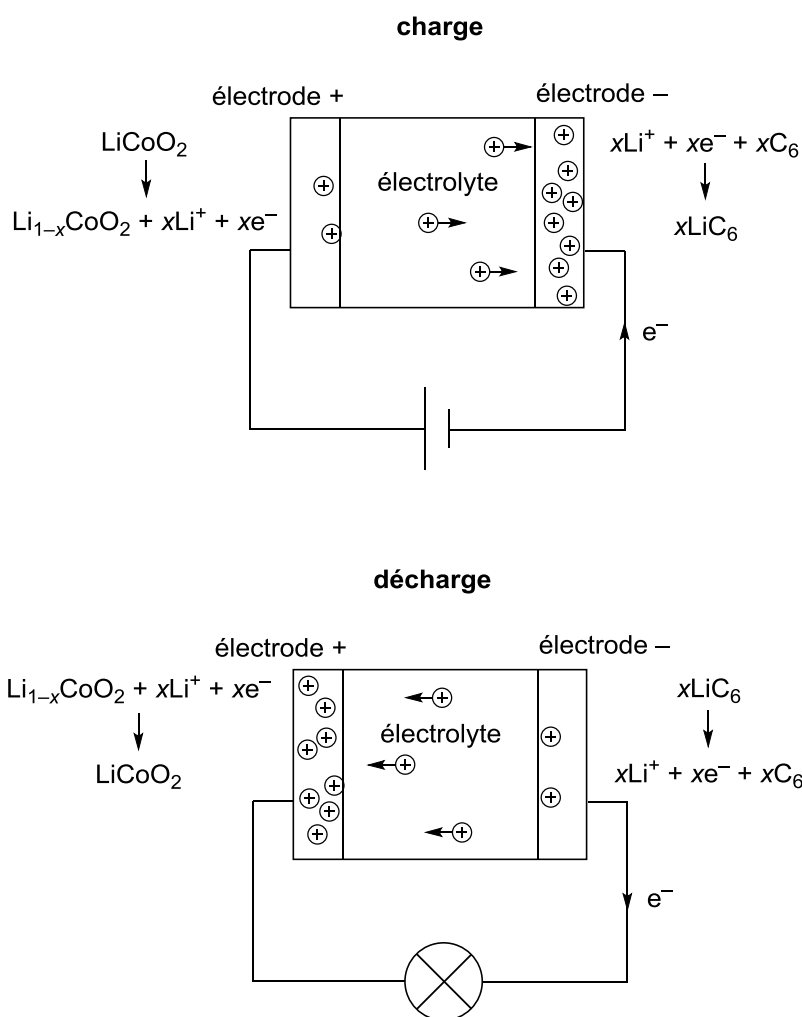 charge
électrode +
électrode –
LiCoO₂
Li₁₋ₓCoO₂ + xLi⁺ + xe⁻
électrolyte
xLi⁺ + xe⁻ + xC₆
xLiC₆
e⁻
décharge
électrode +
électrode –
Li₁₋ₓCoO₂ + xLi⁺ + xe⁻
LiCoO₂
électrolyte
xLiC₆
xLi⁺ + xe⁻ + xC₆
e⁻